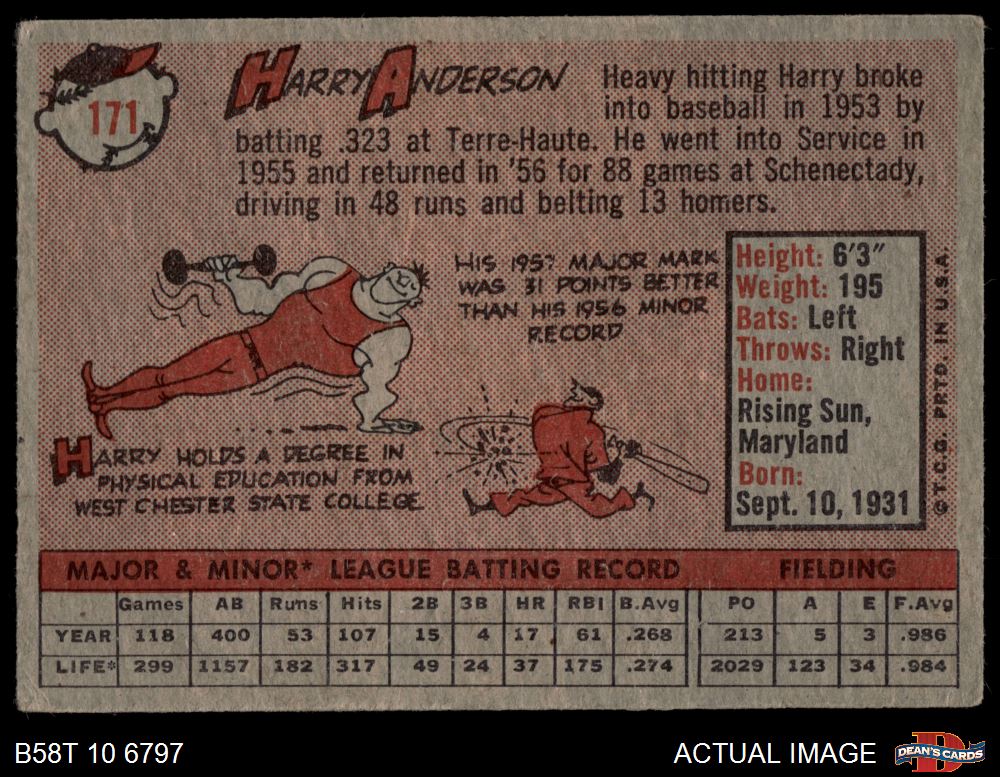 171
HARRY ANDERSON
Heavy hitting Harry broke
into baseball in 1953 by
batting .323 at Terre-Haute. He went into Service in
1955 and returned in '56 for 88 games at Schenectady,
driving in 48 runs and belting 13 homers.
HIS 1957 MAJOR MARK
WAS 31 POINTS BETTER
THAN HIS 1956 MINOR
RECORD
HARRY HOLDS A DEGREE IN
PHYSICAL EDUCATION FROM
WEST CHESTER STATE COLLEGE
Height: 6'3"
Weight: 195
Bats: Left
Throws: Right
Home:
Rising Sun,
Maryland
Born:
Sept. 10, 1931
© T.C.G. PRTD. IN U.S.A.
MAJOR & MINOR* LEAGUE BATTING RECORD FIELDING
Games AB Runs Hits 2B 3B HR RBI B.Avg PO A E F.Avg
YEAR 118 400 53 107 15 4 17 61 .268 213 5 3 .986
LIFE* 299 1157 182 317 49 24 37 175 .274 2029 123 34 .984
B58T 10 6797
ACTUAL IMAGE
DEAN'S CARDS